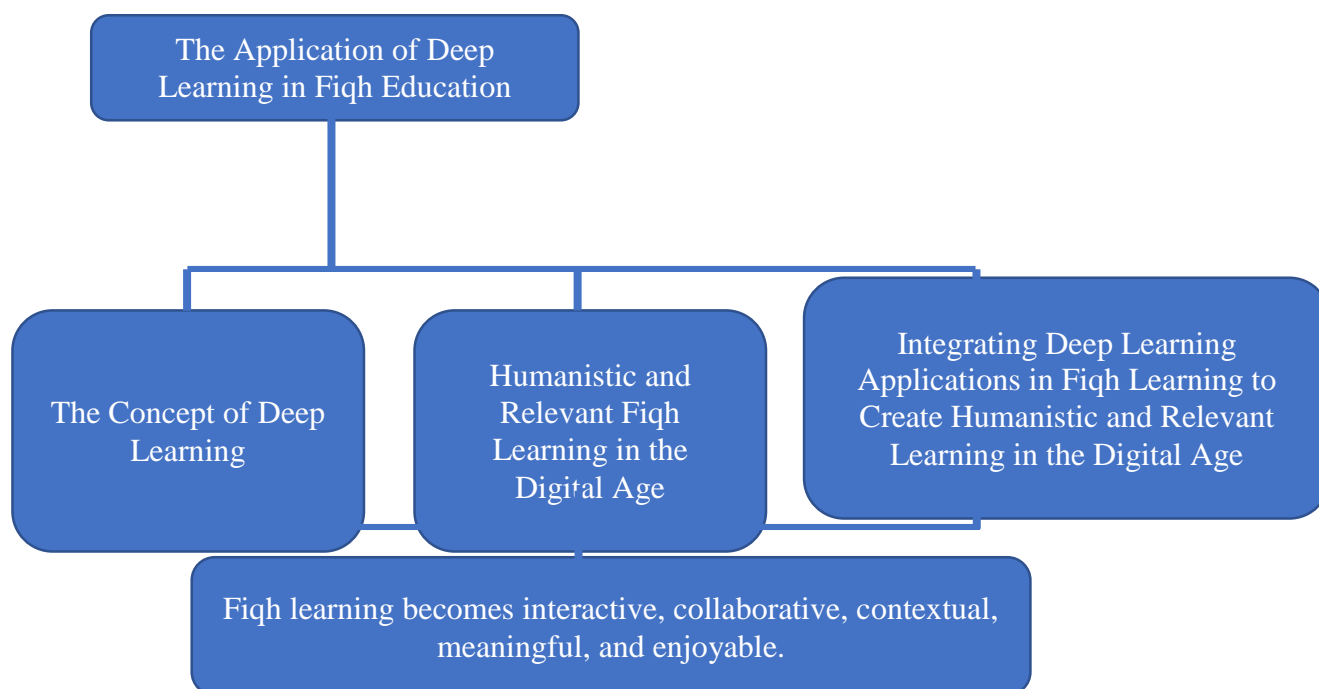 The Application of Deep
Learning in Fiqh Education
The Concept of Deep
Learning
Humanistic and
Relevant Fiqh
Learning in the
Digital Age
Integrating Deep Learning
Applications in Fiqh Learning to
Create Humanistic and Relevant
Learning in the Digital Age
Fiqh learning becomes interactive, collaborative, contextual,
meaningful, and enjoyable.